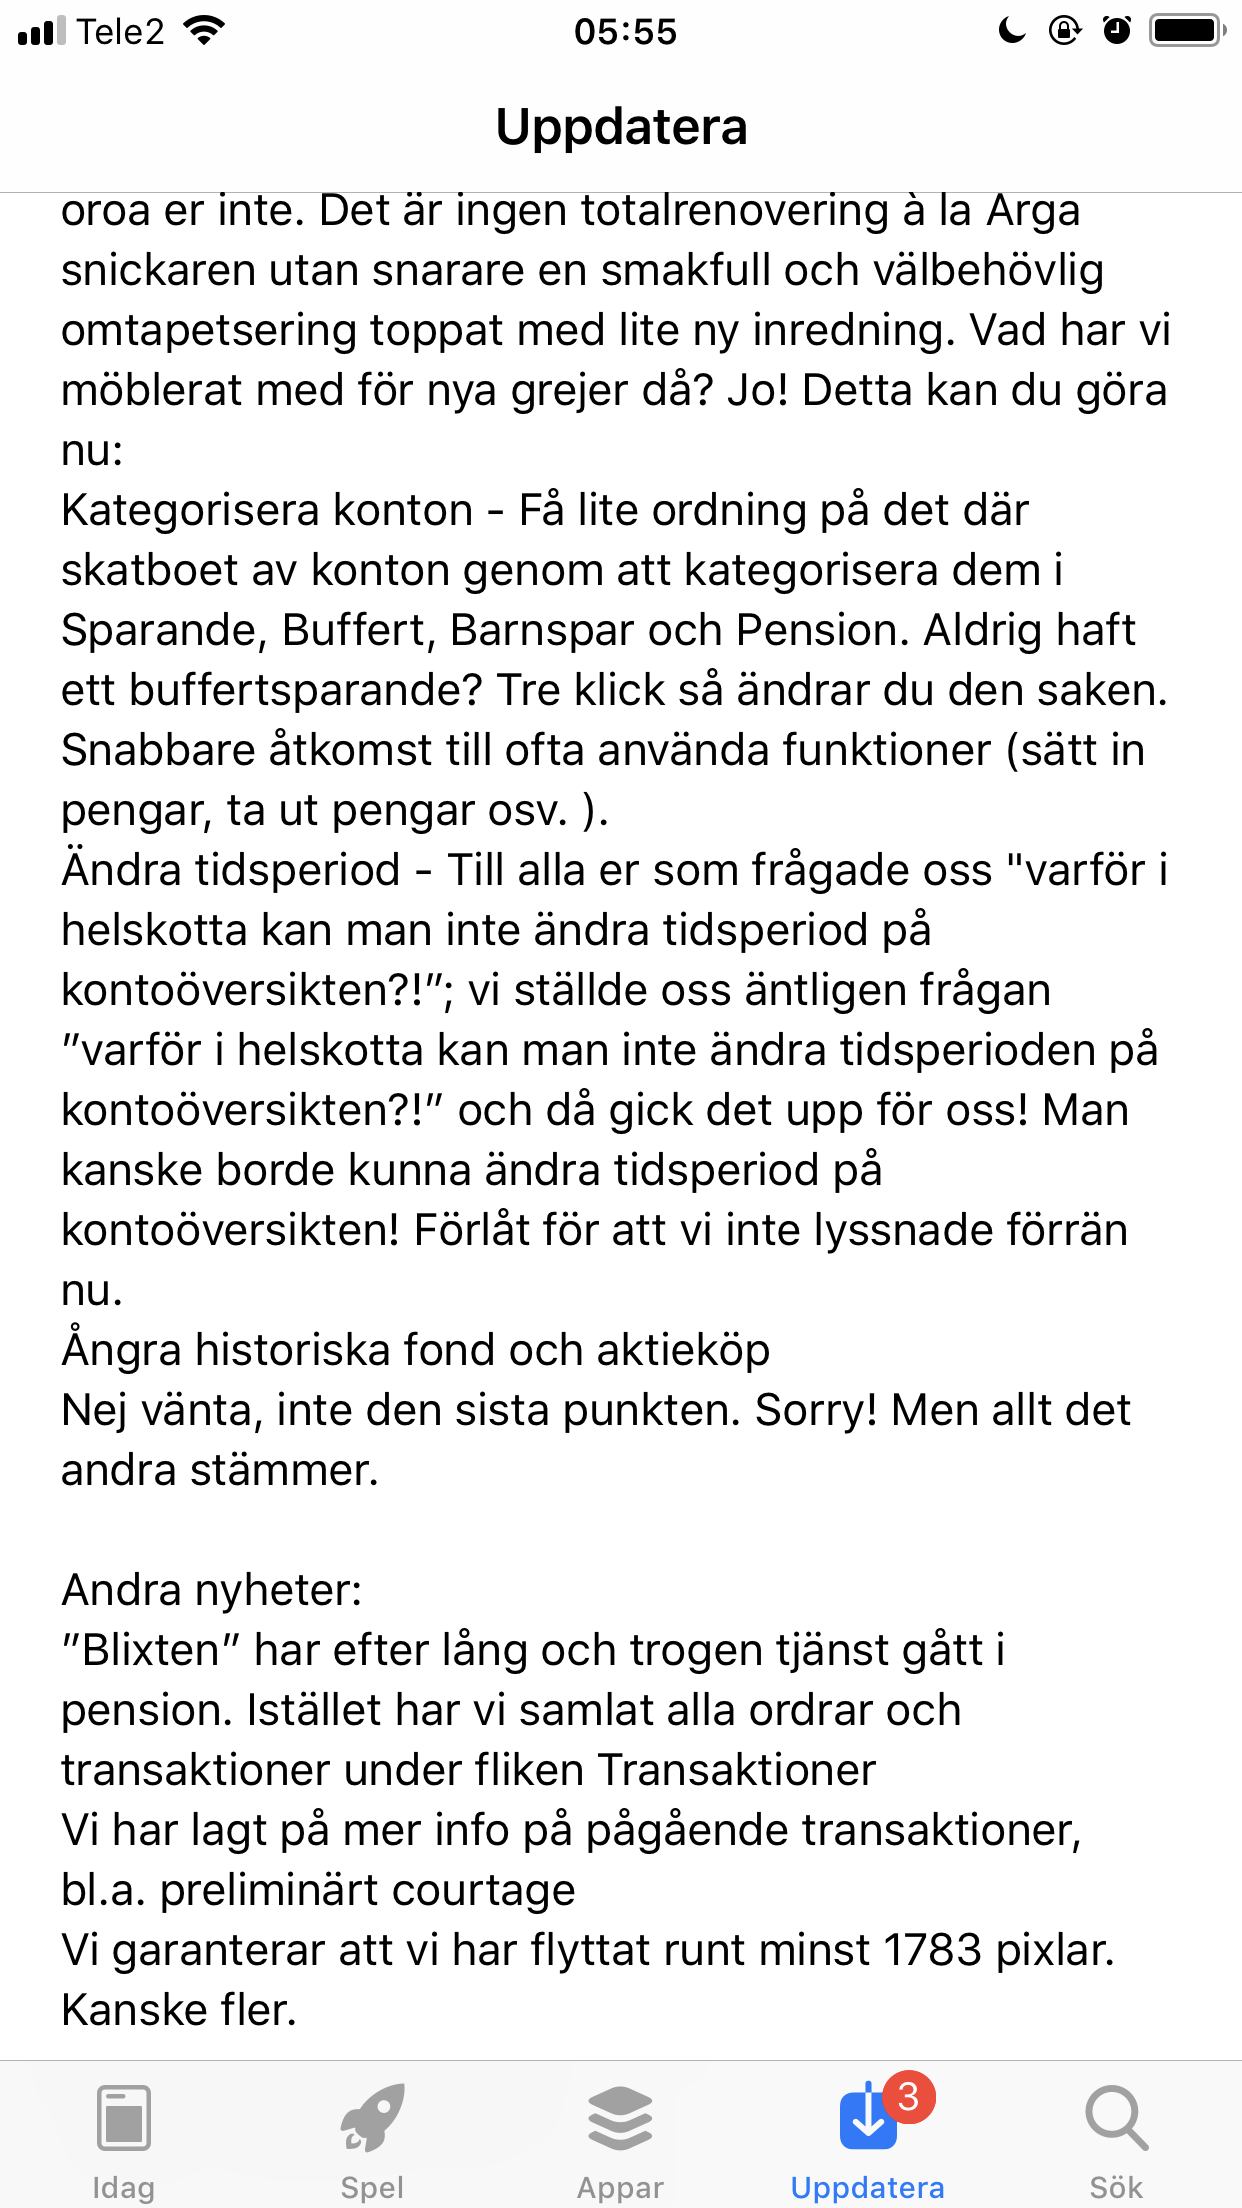 Tele2
05:55
Uppdatera
oroa er inte. Det är ingen totalrenovering à la Arga
snickaren utan snarare en smakfull och välbehövlig
omtapetsering toppat med lite ny inredning. Vad har vi
möblerat med för nya grejer då? Jo! Detta kan du göra
nu:
Kategorisera konton - Få lite ordning på det där
skatboet av konton genom att kategorisera dem i
Sparande, Buffert, Barnspar och Pension. Aldrig haft
ett buffertsparande? Tre klick så ändrar du den saken.
Snabbare åtkomst till ofta använda funktioner (sätt in
pengar, ta ut pengar osv. ).
Ändra tidsperiod - Till alla er som frågade oss "varför i
helskotta kan man inte ändra tidsperiod på
kontoöversikten?!”; vi ställde oss äntligen frågan
”varför i helskotta kan man inte ändra tidsperioden på
kontoöversikten?!” och då gick det upp för oss! Man
kanske borde kunna ändra tidsperiod på
kontoöversikten! Förlåt för att vi inte lyssnade förrän
nu.
Ångra historiska fond och aktieköp
Nej vänta, inte den sista punkten. Sorry! Men allt det
andra stämmer.
Andra nyheter:
”Blixten” har efter lång och trogen tjänst gått i
pension. Istället har vi samlat alla ordrar och
transaktioner under fliken Transaktioner
Vi har lagt på mer info på pågående transaktioner,
bl.a. preliminärt courtage
Vi garanterar att vi har flyttat runt minst 1783 pixlar.
Kanske fler.
3
Idag
Spel
Appar
Uppdatera
Sök